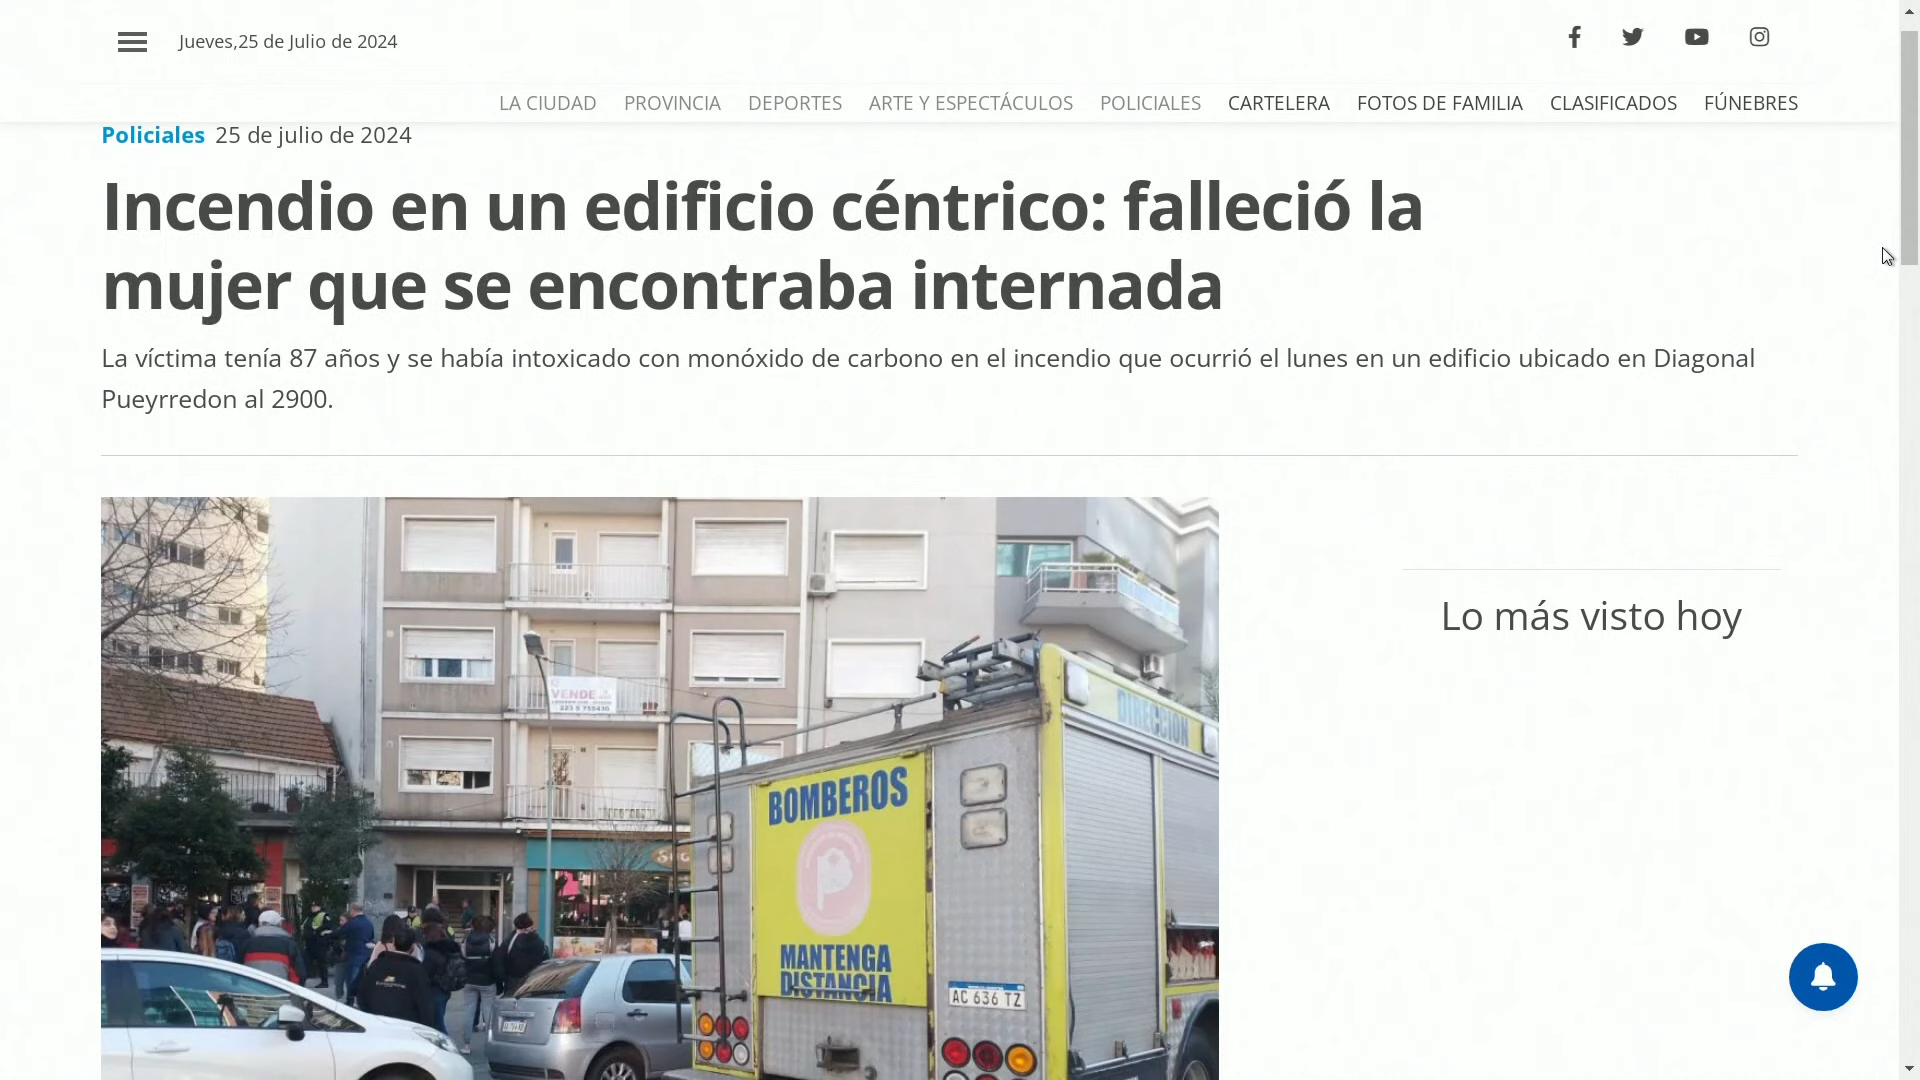 Jueves,25 de Julio de 2024
LA CIUDAD PROVINCIA DEPORTES ARTE Y ESPECTÁCULOS POLICIALES CARTELERA FOTOS DE FAMILIA CLASIFICADOS FÚNEBRES
Policiales 25 de julio de 2024
Incendio en un edificio céntrico: falleció la
mujer que se encontraba internada
La víctima tenía 87 años y se había intoxicado con monóxido de carbono en el incendio que ocurrió el lunes en un edificio ubicado en Diagonal
Pueyrredon al 2900.
Lo más visto hoy
VENDE
223 5 755430
DIRECCION
BOMBEROS
MANTENGA
DISTANCIA
AC 636 TZ